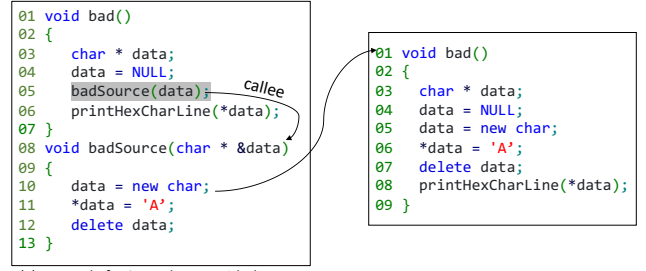 01 void bad()
02 {
03 char * data;
04 data = NULL;
05 badSource(data);
06 printHexCharLine(*data);
07 }
08 void badSource(char * &data)
09 {
10 data = new char;
11 *data = 'A’;
12 delete data;
13 }
callee
01 void bad()
02 {
03 char * data;
04 data = NULL;
05 data = new char;
06 *data = 'A’;
07 delete data;
08 printHexCharLine(*data);
09 }